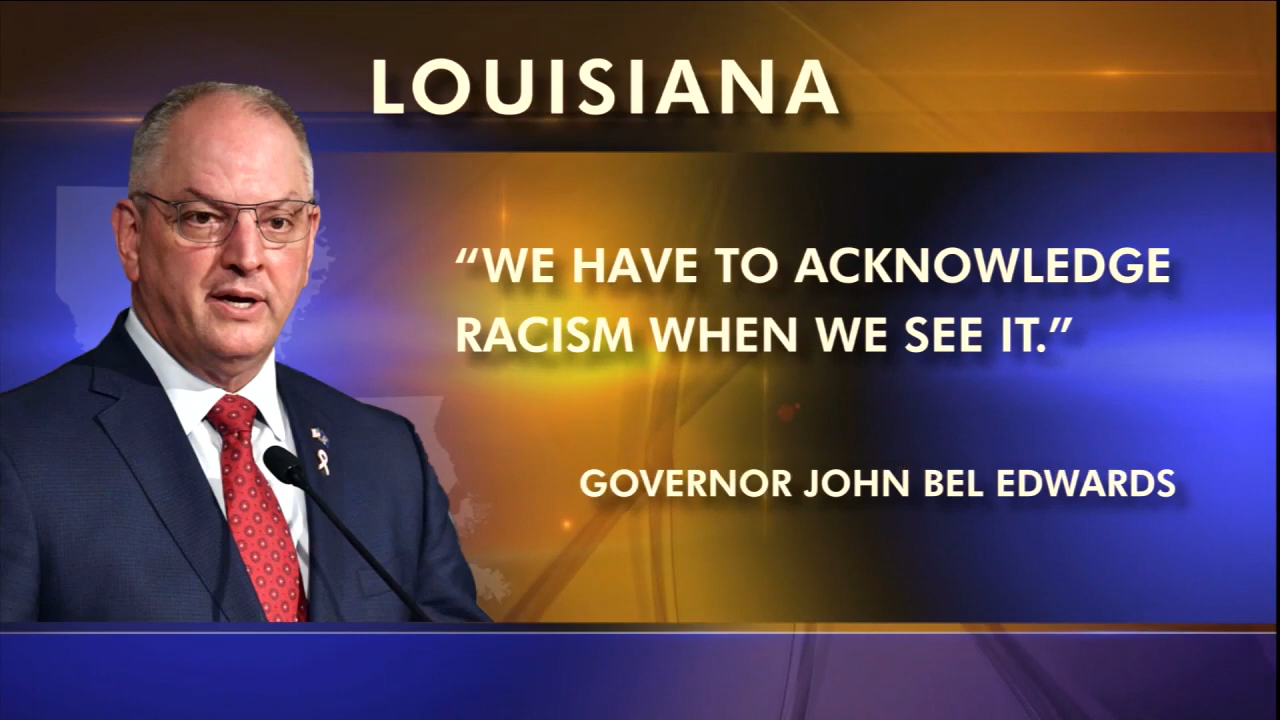 LOUISIANA
“WE HAVE TO ACKNOWLEDGE
RACISM WHEN WE SEE IT.”
GOVERNOR JOHN BEL EDWARDS